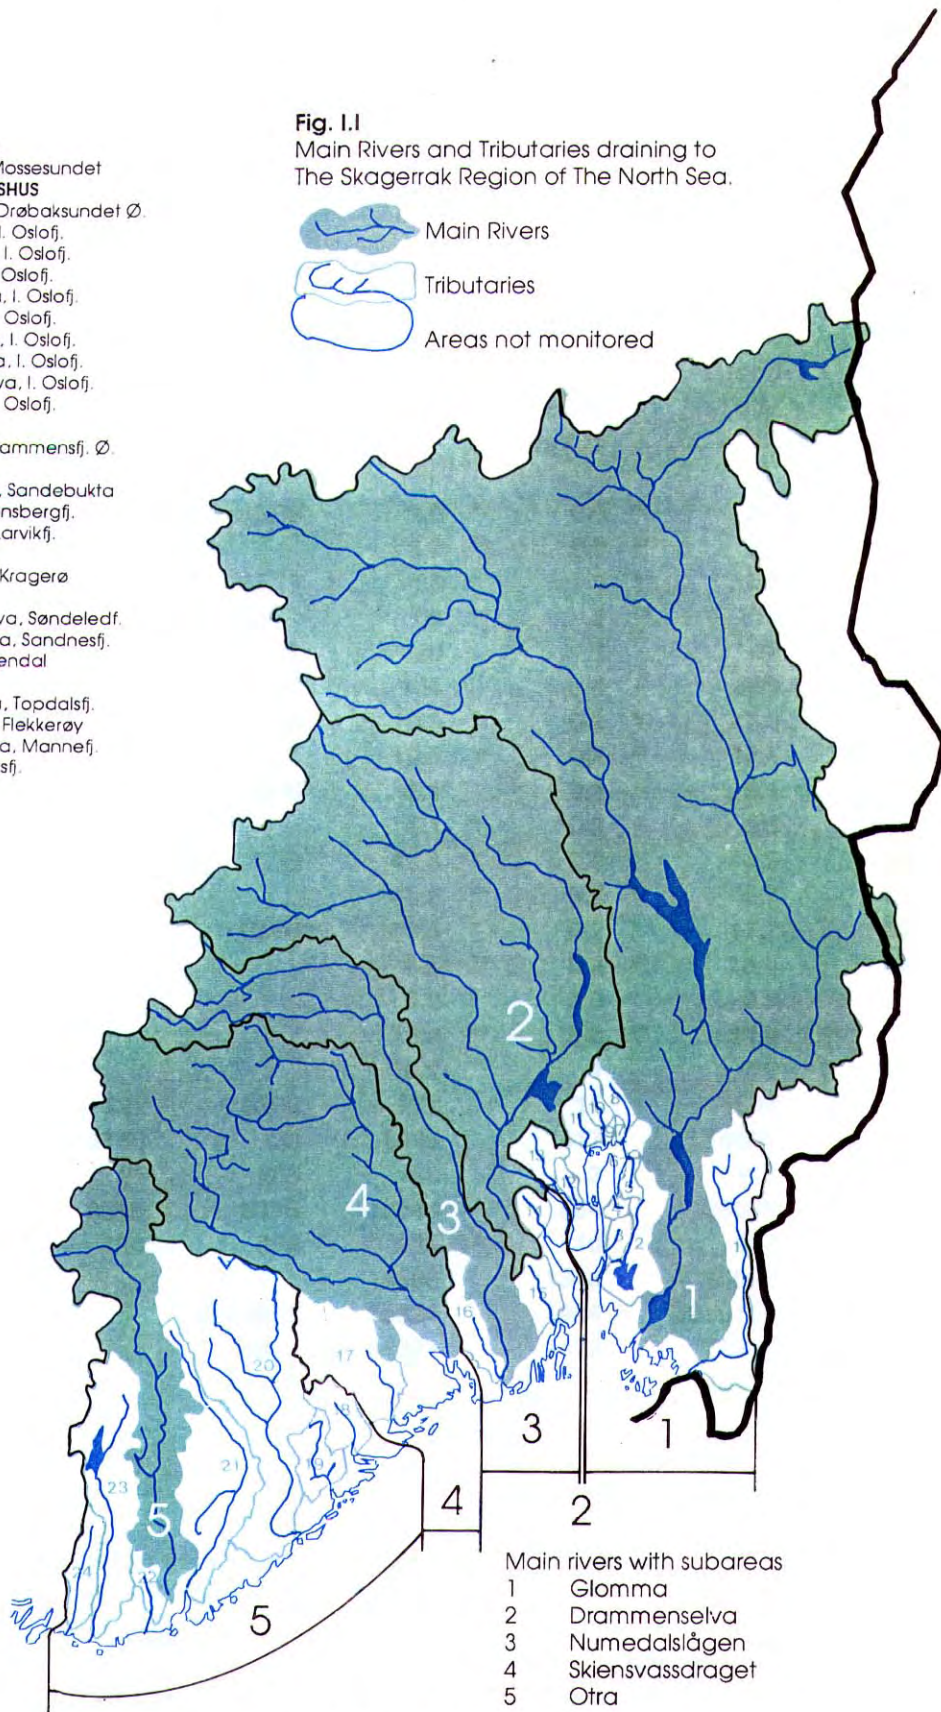 Mossesundet
SHUS
Drøbaksundet Ø.
I. Oslofj.
I. Oslofj.
Oslofj.
I. Oslofj.
Oslofj.
I. Oslofj.
I. Oslofj.
I. Oslofj.
Oslofj.
ammensfj. Ø.
Sandebukta
nsbergfj.
arvikfj.
Kragerø
va, Søndeledf.
a, Sandnesfj.
endal
Topdalsfj.
Flekkerøy
a, Mannefj.
sfj.
Fig. I.I
Main Rivers and Tributaries draining to
The Skagerrak Region of The North Sea.
Main Rivers
Tributaries
Areas not monitored
2
4
3
1
5
16
15
17
20
19
21
23
22
24
2
1
3
1
4
2
5
Main rivers with subareas
1 Glomma
2 Drammenselva
3 Numedalslågen
4 Skiensvassdraget
5 Otra